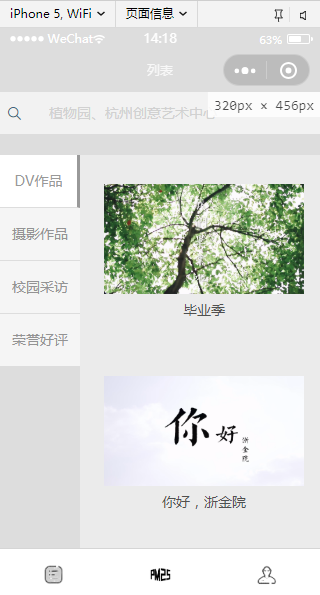 iPhone 5, WiFi 页面信息
WeChat 14:18 63%
列表
植物园、杭州创意艺术中心
320px × 456px
DV作品
摄影作品
校园采访
荣誉好评
毕业季
你好
浙金院
你好，浙金院
PM25